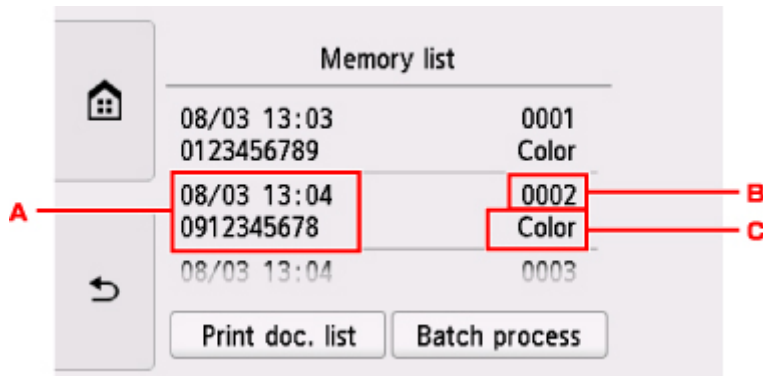 Memory list
08/03 13:03 0001
0123456789 Color
08/03 13:04 0002
0912345678 Color
08/03 13:04 0003
Print doc. list Batch process
A
B
C